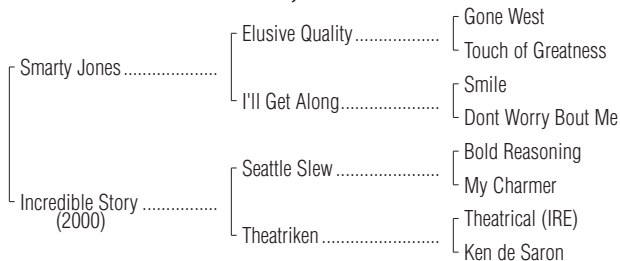 Gone West
Elusive Quality..................
Touch of Greatness
Smarty Jones....................
Smile
I'll Get Along.....................
Dont Worry Bout Me
Bold Reasoning
Seattle Slew......................
My Charmer
Incredible Story ................
(2000)
Theatrical (IRE)
Theatriken.........................
Ken de Saron